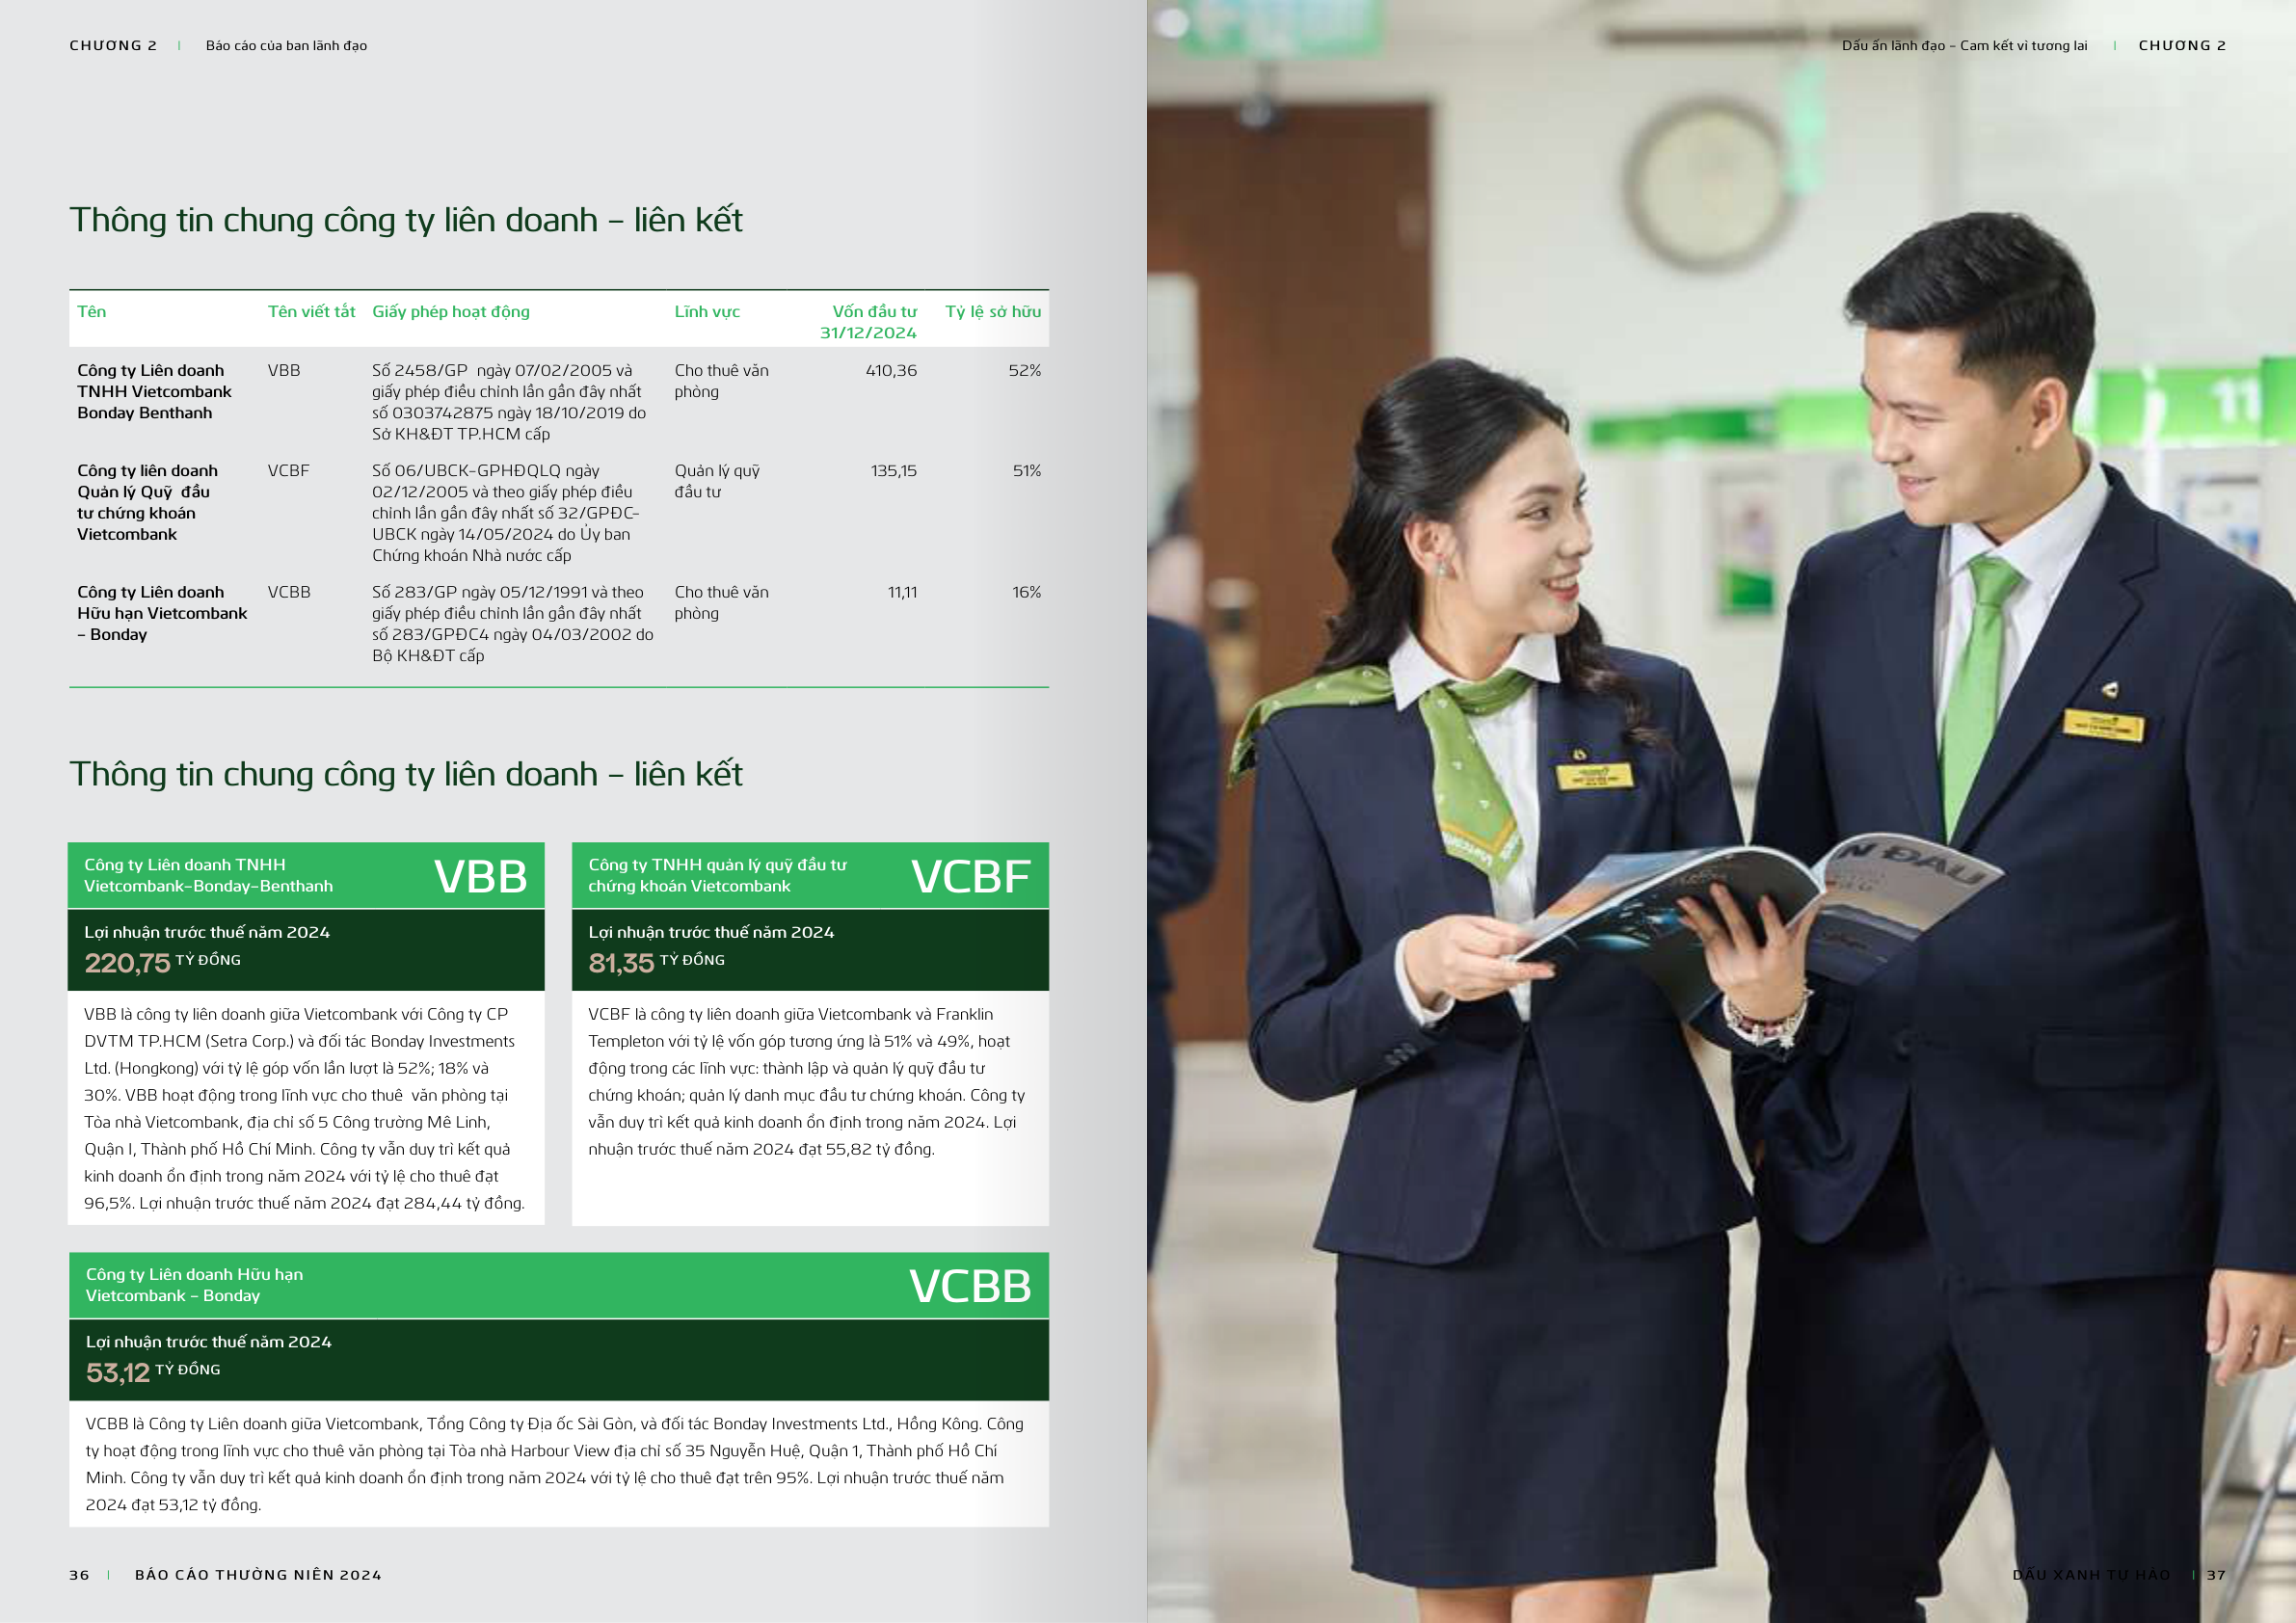 CHƯƠNG 2 | Báo cáo của ban lãnh đạo
Dấu ấn lãnh đạo – Cam kết vì tương lai | CHƯƠNG 2
Thông tin chung công ty liên doanh – liên kết
Tên Tên viết tắt Giấy phép hoạt động Lĩnh vực Vốn đầu tư Tỷ lệ sở hữu
31/12/2024
Công ty Liên doanh VBB Số 2458/GP ngày 07/02/2005 và Cho thuê văn 410,36 52%
TNHH Vietcombank giấy phép điều chỉnh lần gần đây nhất phòng
Bonday Benthanh số 0303742875 ngày 18/10/2019 do
Sở KH&ĐT TP.HCM cấp
Công ty liên doanh VCBF Số 06/UBCK-GPHĐQLQ ngày Quản lý quỹ 135,15 51%
Quản lý Quỹ đầu 02/12/2005 và theo giấy phép điều đầu tư
tư chứng khoán chỉnh lần gần đây nhất số 32/GPĐC-
Vietcombank UBCK ngày 14/05/2024 do Ủy ban
Chứng khoán Nhà nước cấp
Công ty Liên doanh VCBB Số 283/GP ngày 05/12/1991 và theo Cho thuê văn 11,11 16%
Hữu hạn Vietcombank giấy phép điều chỉnh lần gần đây nhất phòng
– Bonday số 283/GPĐC4 ngày 04/03/2002 do
Bộ KH&ĐT cấp
Thông tin chung công ty liên doanh – liên kết
Công ty Liên doanh TNHH
Vietcombank–Bonday–Benthanh
VBB
Lợi nhuận trước thuế năm 2024
220,75 TỶ ĐỒNG
VBB là công ty liên doanh giữa Vietcombank với Công ty CP
DVTM TP.HCM (Setra Corp.) và đối tác Bonday Investments
Ltd. (Hongkong) với tỷ lệ góp vốn lần lượt là 52%; 18% và
30%. VBB hoạt động trong lĩnh vực cho thuê văn phòng tại
Tòa nhà Vietcombank, địa chỉ số 5 Công trường Mê Linh,
Quận I, Thành phố Hồ Chí Minh. Công ty vẫn duy trì kết quả
kinh doanh ổn định trong năm 2024 với tỷ lệ cho thuê đạt
96,5%. Lợi nhuận trước thuế năm 2024 đạt 284,44 tỷ đồng.
Công ty TNHH quản lý quỹ đầu tư
chứng khoán Vietcombank
VCBF
Lợi nhuận trước thuế năm 2024
81,35 TỶ ĐỒNG
VCBF là công ty liên doanh giữa Vietcombank và Franklin
Templeton với tỷ lệ vốn góp tương ứng là 51% và 49%, hoạt
động trong các lĩnh vực: thành lập và quản lý quỹ đầu tư
chứng khoán; quản lý danh mục đầu tư chứng khoán. Công ty
vẫn duy trì kết quả kinh doanh ổn định trong năm 2024. Lợi
nhuận trước thuế năm 2024 đạt 55,82 tỷ đồng.
Công ty Liên doanh Hữu hạn
Vietcombank – Bonday
VCBB
Lợi nhuận trước thuế năm 2024
53,12 TỶ ĐỒNG
VCBB là Công ty Liên doanh giữa Vietcombank, Tổng Công ty Địa ốc Sài Gòn, và đối tác Bonday Investments Ltd., Hồng Kông. Công
ty hoạt động trong lĩnh vực cho thuê văn phòng tại Tòa nhà Harbour View địa chỉ số 35 Nguyễn Huệ, Quận 1, Thành phố Hồ Chí
Minh. Công ty vẫn duy trì kết quả kinh doanh ổn định trong năm 2024 với tỷ lệ cho thuê đạt trên 95%. Lợi nhuận trước thuế năm
2024 đạt 53,12 tỷ đồng.
11
N ĐẦU
36 | BÁO CÁO THƯỜNG NIÊN 2024
DẤU XANH TỰ HÀO | 37